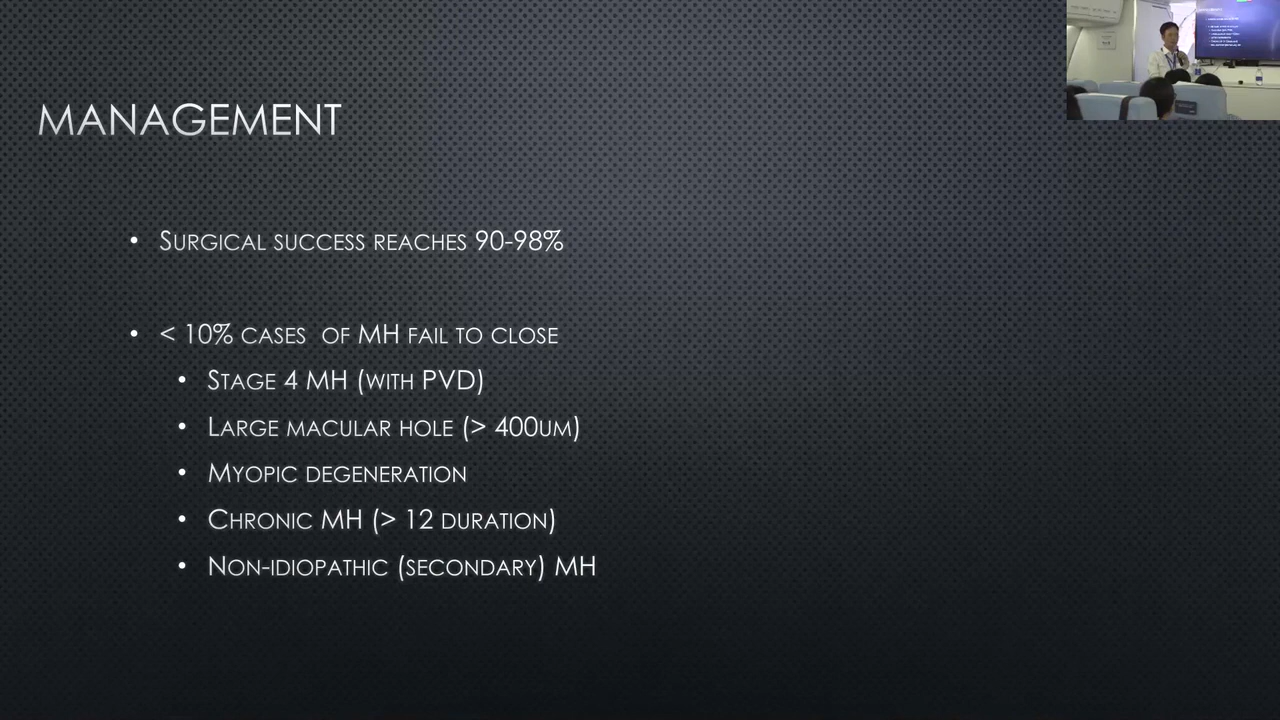 MANAGEMENT
• SURGICAL SUCCESS REACHES 90-98%
• < 10% CASES OF MH FAIL TO CLOSE
• STAGE 4 MH (WITH PVD)
• LARGE MACULAR HOLE (> 400UM)
• MYOPIC DEGENERATION
• CHRONIC MH (> 12 DURATION)
• NON-IDIOPATHIC (SECONDARY) MH